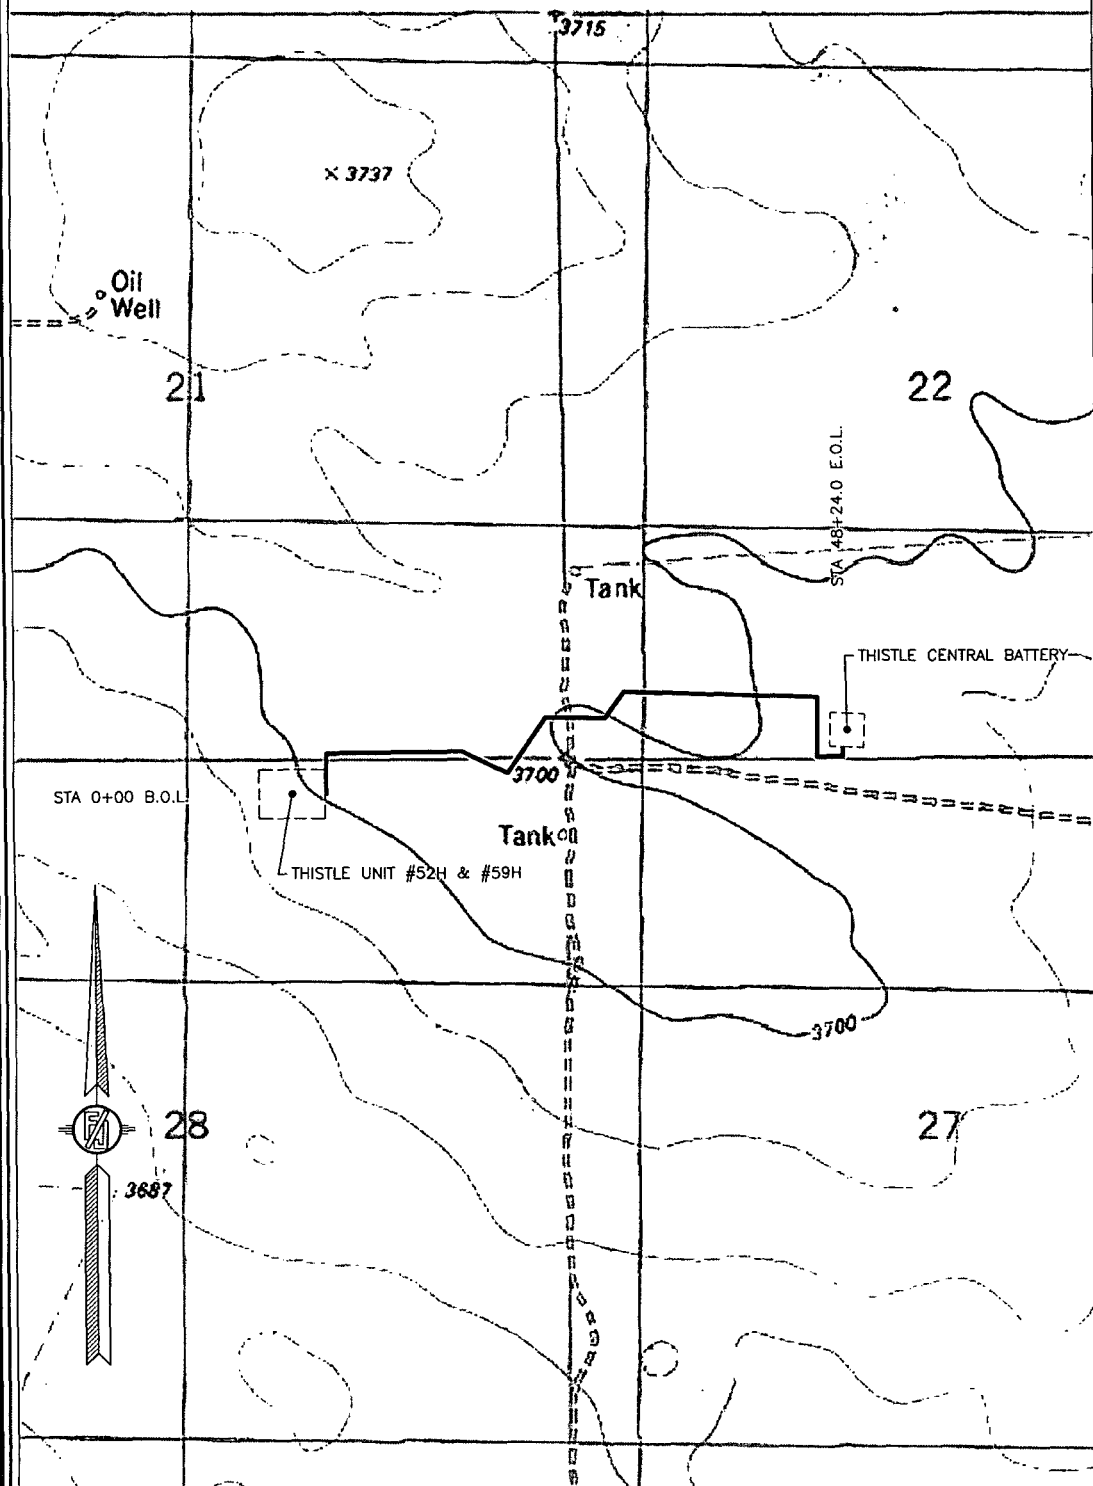 3715
3737
Oil
Well
21
22
STA 48+24.0 E.O.L.
Tank
THISTLE CENTRAL BATTERY
3700
STA 0+00 B.O.L.
Tank
THISTLE UNIT #52H & #59H
3700
28
27
3687